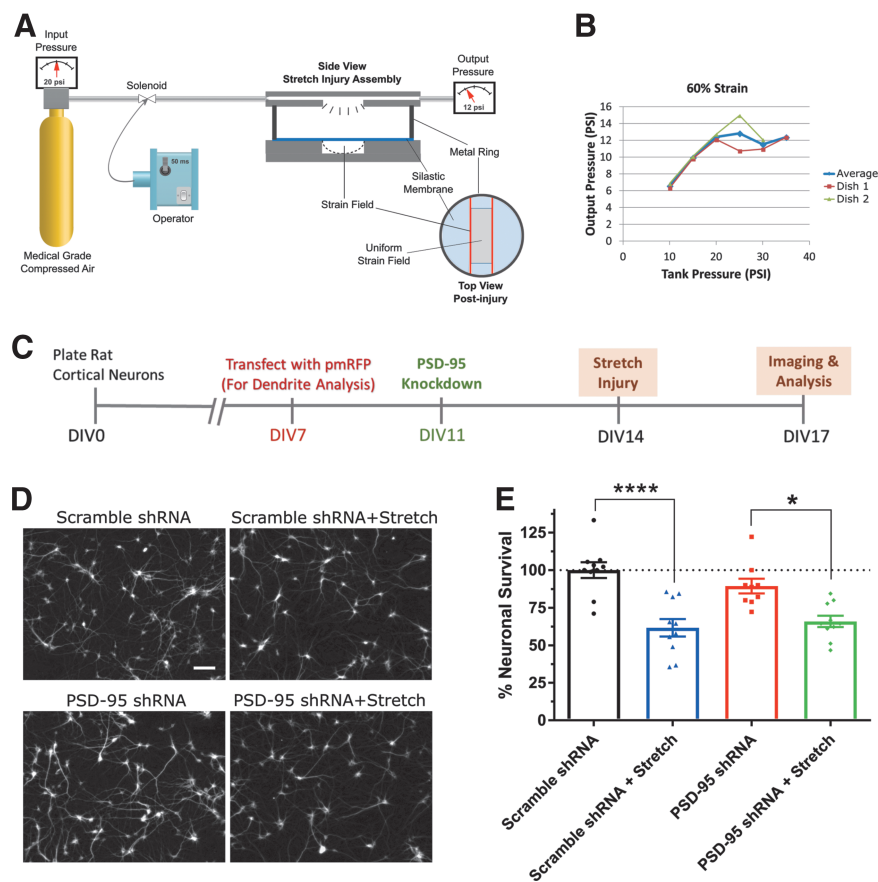 A
Input
Pressure
20 psi
Solenoid
50 ms
Operator
Medical Grade
Compressed Air
Side View
Stretch Injury Assembly
Output
Pressure
12 psi
Metal Ring
Silastic
Membrane
Strain Field
Uniform
Strain Field
Top View
Post-injury
B
60% Strain
Output Pressure (PSI)
16
14
12
10
8
6
4
2
0
0
10
20
30
40
Tank Pressure (PSI)
Average
Dish 1
Dish 2
C
Plate Rat
Cortical Neurons
Transfect with pmRFP
(For Dendrite Analysis)
PSD-95
Knockdown
Stretch
Injury
Imaging &
Analysis
DIV0
DIV7
DIV11
DIV14
DIV17
D
Scramble shRNA
Scramble shRNA+Stretch
PSD-95 shRNA
PSD-95 shRNA+Stretch
E
% Neuronal Survival
125
100
75
50
25
0
****
*
Scramble shRNA
Scramble shRNA + Stretch
PSD-95 shRNA
PSD-95 shRNA + Stretch